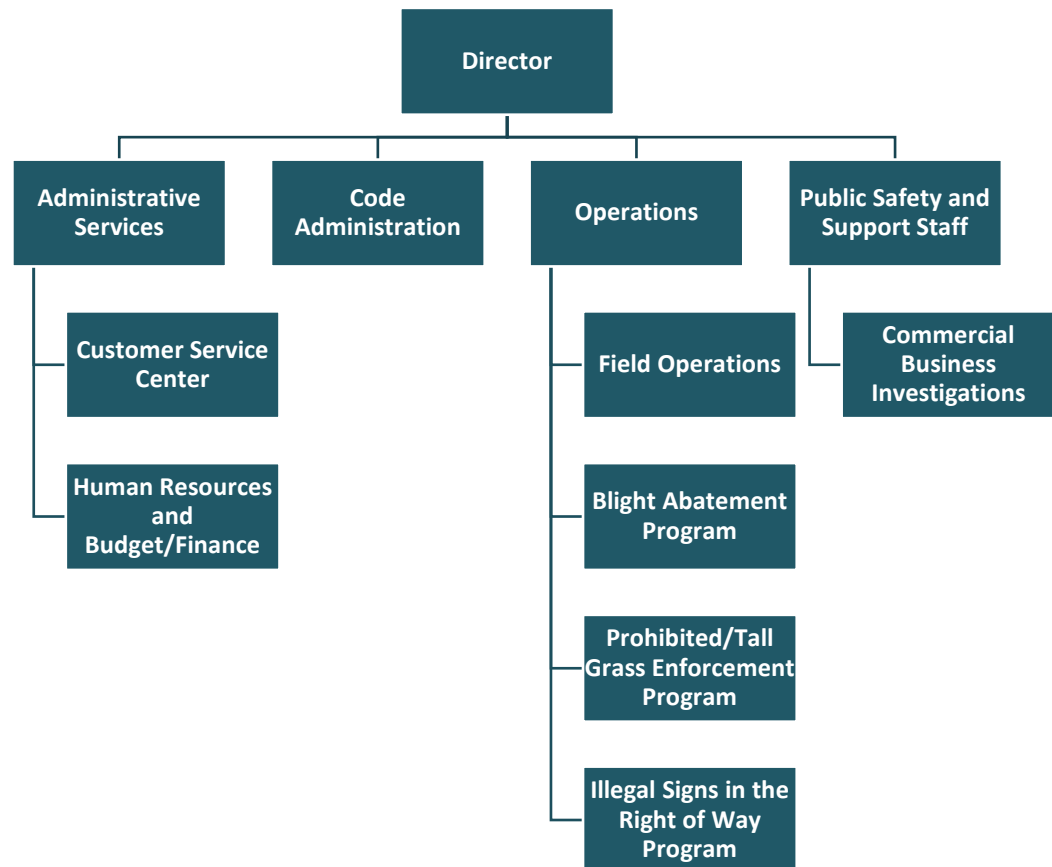 Director
Administrative
Services
Code
Administration
Operations
Public Safety and
Support Staff
Customer Service
Center
Human Resources
and
Budget/Finance
Field Operations
Blight Abatement
Program
Prohibited/Tall
Grass Enforcement
Program
Illegal Signs in the
Right of Way
Program
Commercial
Business
Investigations